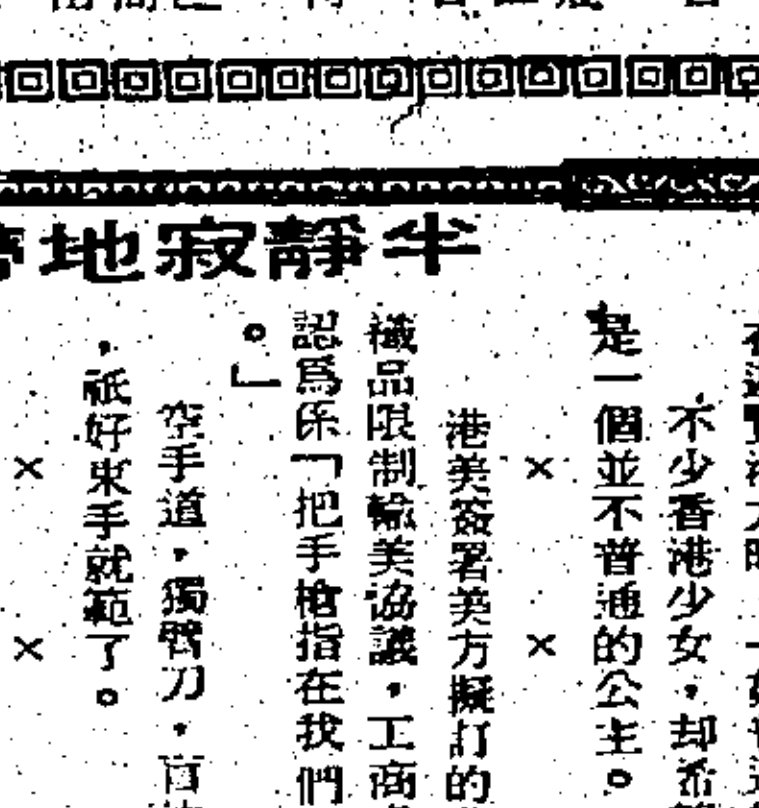 半靜寂地
不少香港少女,却希
是一個並不普通的公主。
× ×
港美簽署美方擬訂的
織品限制輸美協議,工商
認爲係「把手槍指在我們
。」
空手道,獨臂刀,盲
,祇好束手就範了。
× ×